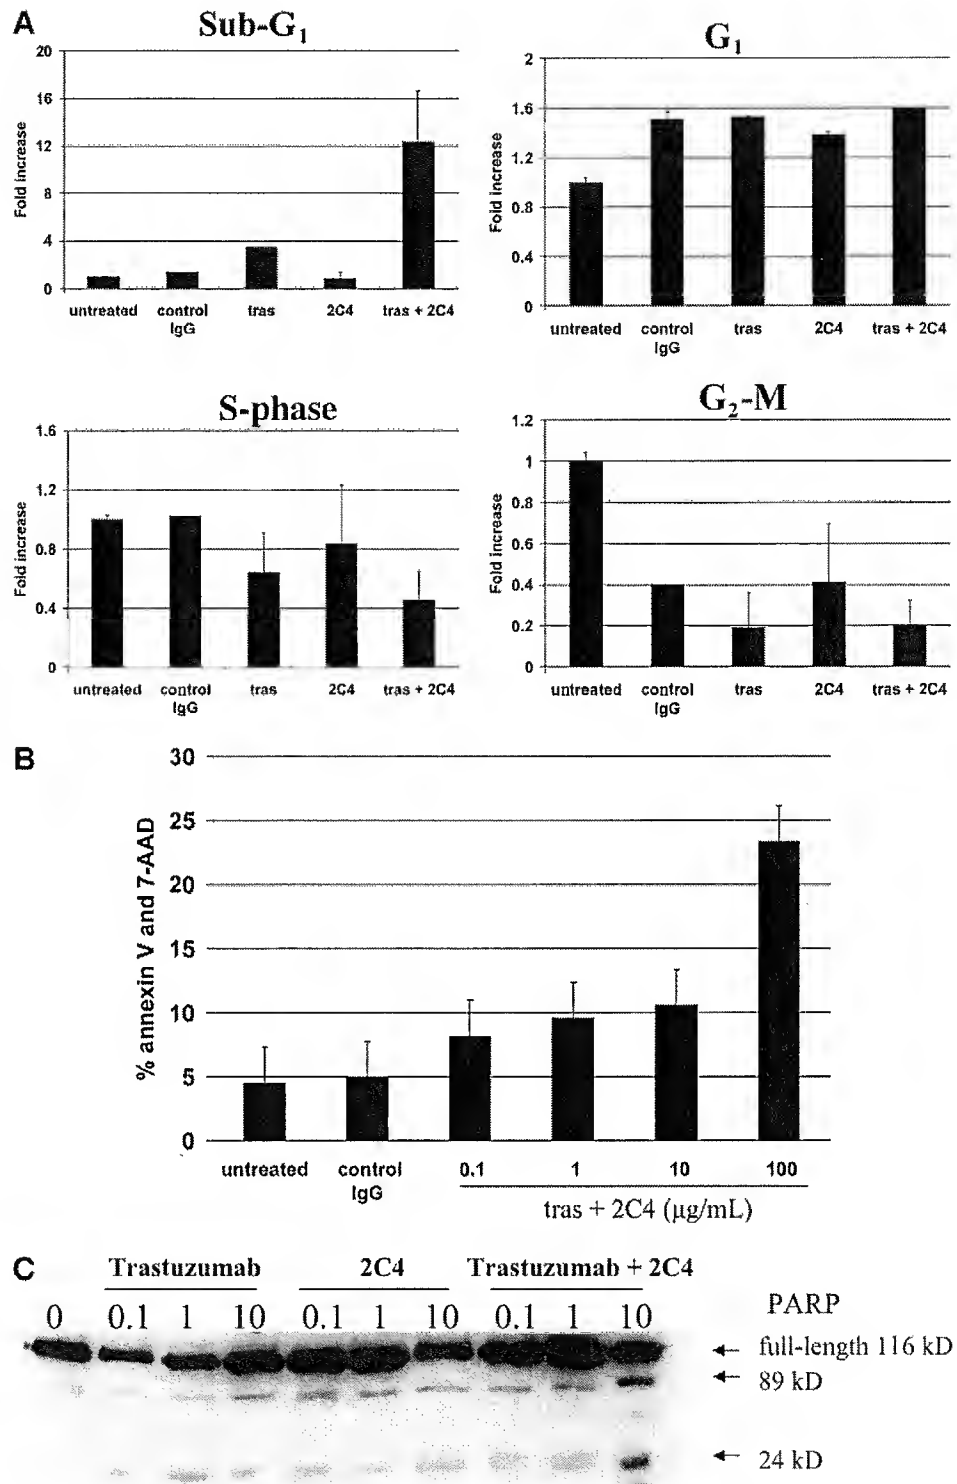 A
Sub-G1
20
16
12
8
4
0
Fold increase
untreated control IgG tras 2C4 tras + 2C4
G1
2
1.6
1.2
0.8
0.4
0
Fold increase
untreated control IgG tras 2C4 tras + 2C4
S-phase
1.6
1.2
0.8
0.4
0
Fold increase
untreated control IgG tras 2C4 tras + 2C4
G2-M
1.2
1
0.8
0.6
0.4
0.2
0
Fold increase
untreated control IgG tras 2C4 tras + 2C4
B
30
25
20
15
10
5
0
% annexin V and 7-AAD
untreated control IgG 0.1 1 10 100
tras + 2C4 (µg/mL)
C
Trastuzumab 2C4 Trastuzumab + 2C4
0 0.1 1 10 0.1 1 10 0.1 1 10
PARP
← full-length 116 kD
← 89 kD
← 24 kD